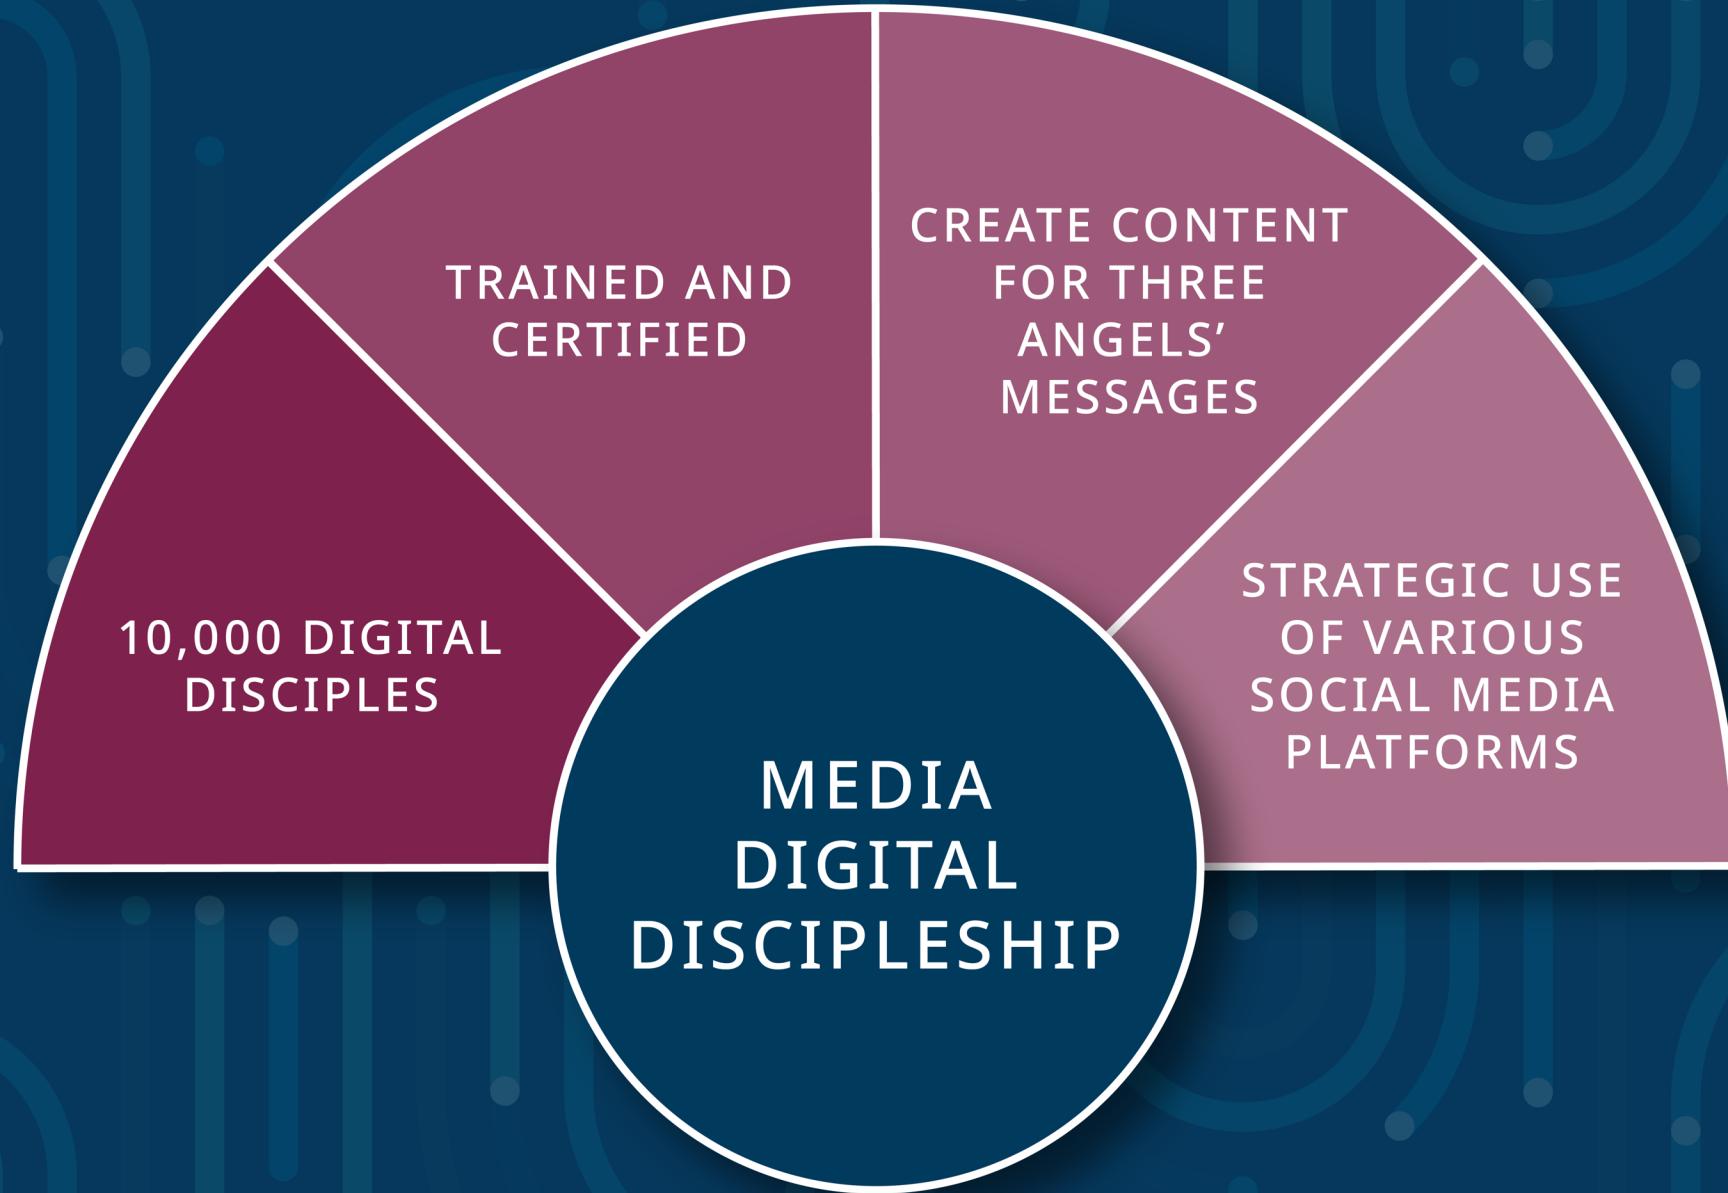 10,000 DIGITAL
DISCIPLES
TRAINED AND
CERTIFIED
CREATE CONTENT
FOR THREE
ANGELS’
MESSAGES
STRATEGIC USE
OF VARIOUS
SOCIAL MEDIA
PLATFORMS
MEDIA
DIGITAL
DISCIPLESHIP